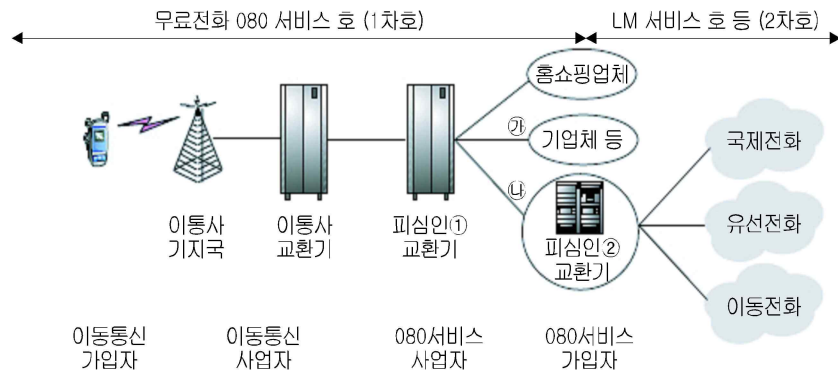 무료전화 080 서비스 호 (1차호)
LM 서비스 호 등 (2차호)
홈쇼핑업체
㉮
기업체 등
㉯
국제전화
유선전화
이동전화
이통사
기지국
이통사
교환기
피심인①
교환기
피심인②
교환기
이동통신
가입자
이동통신
사업자
080서비스
사업자
080서비스
가입자